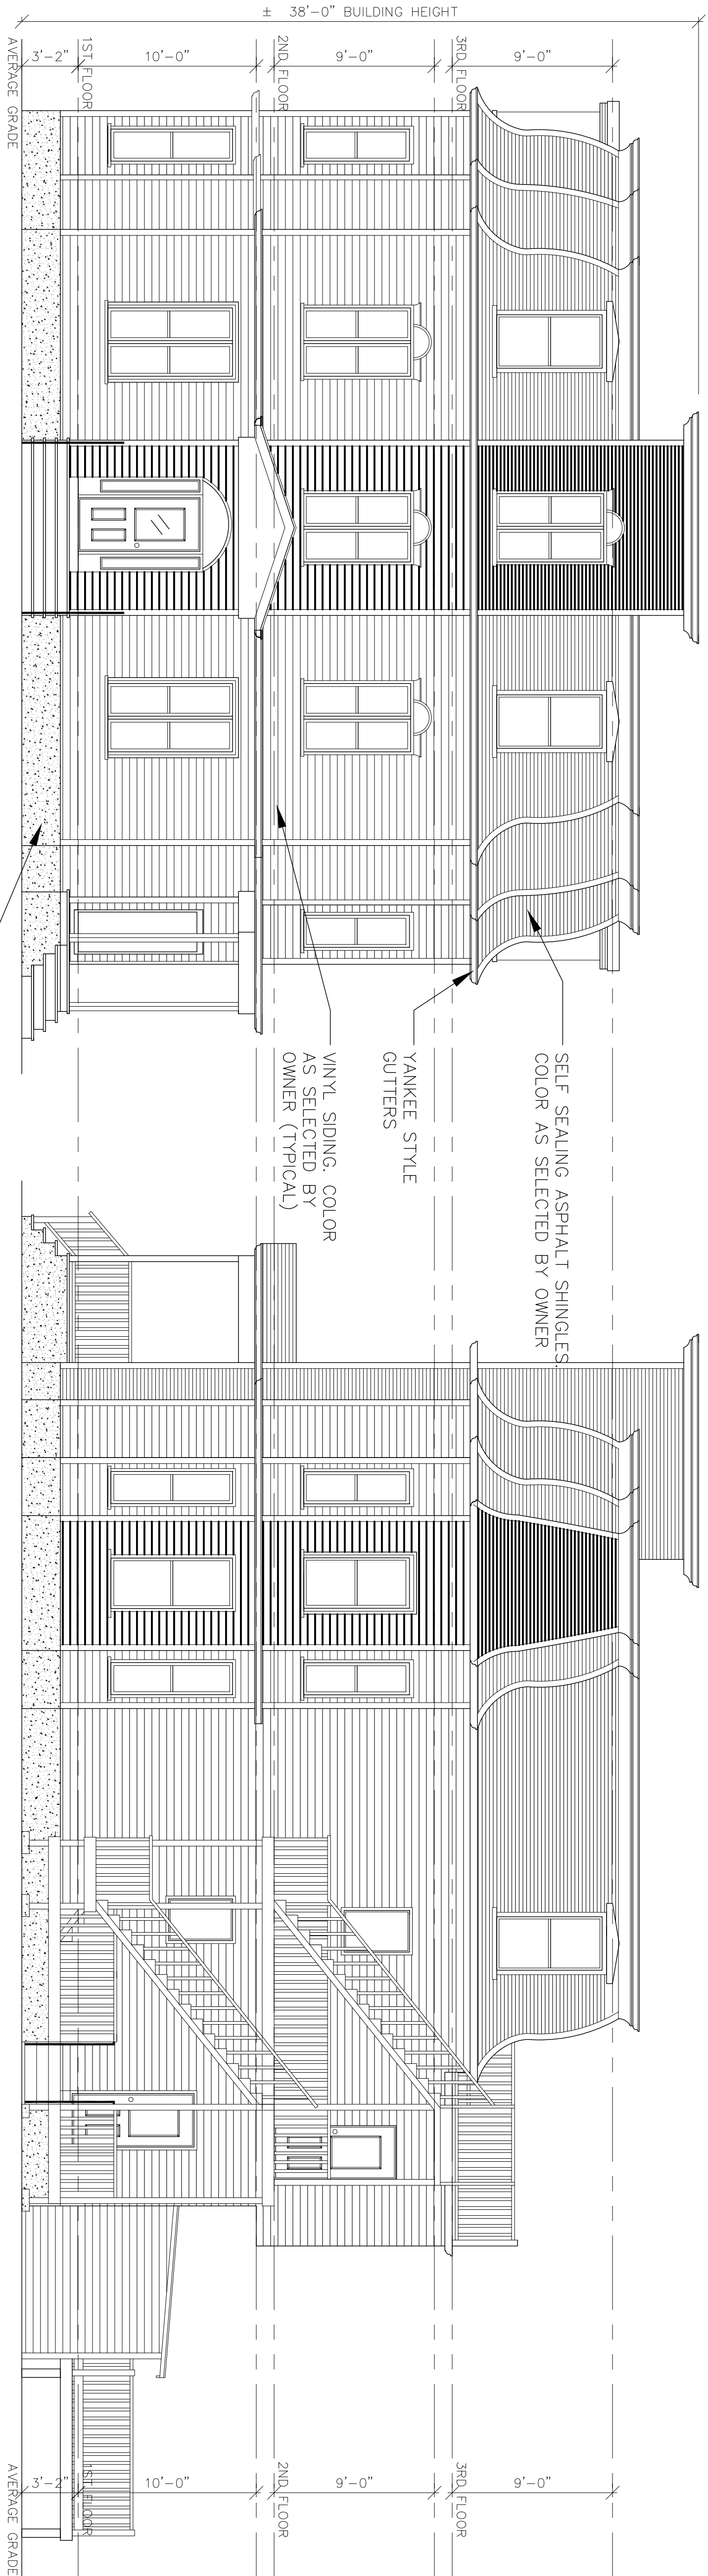 ± 38'-0" BUILDING HEIGHT
AVERAGE GRADE
3'-2"
1ST. FLOOR
10'-0"
2ND. FLOOR
9'-0"
3RD. FLOOR
9'-0"
SELF SEALING ASPHALT SHINGLES.
COLOR AS SELECTED BY OWNER
YANKEE STYLE
GUTTERS
VINYL SIDING. COLOR
AS SELECTED BY
OWNER (TYPICAL)
AVERAGE GRADE
3'-2"
1ST. FLOOR
10'-0"
2ND. FLOOR
9'-0"
3RD. FLOOR
9'-0"